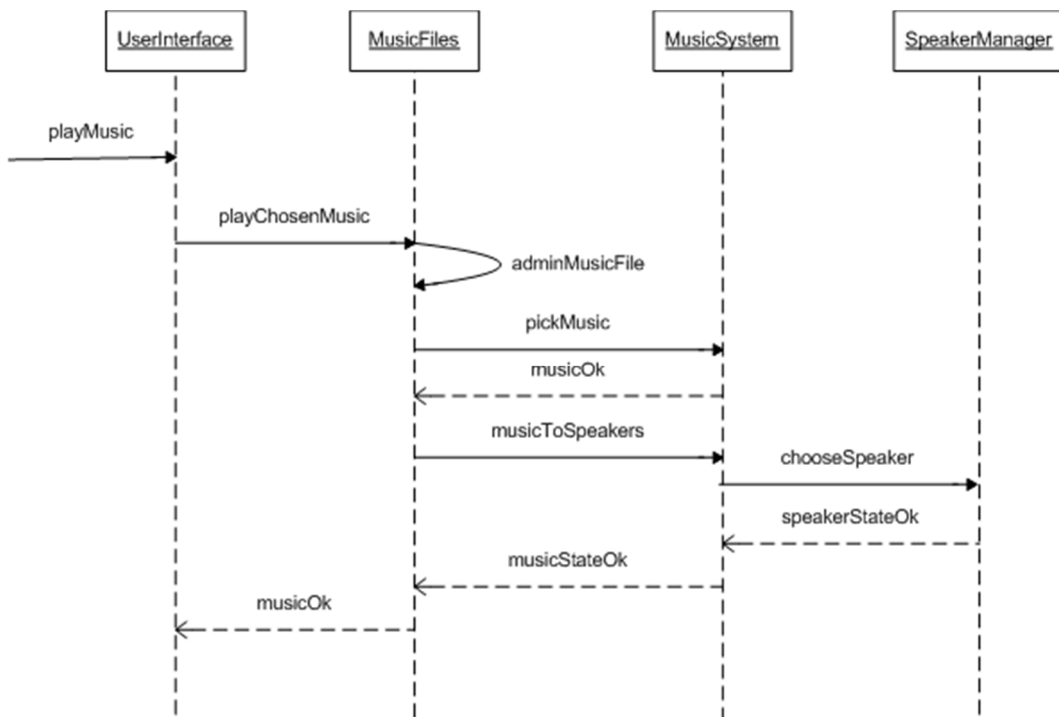 UserInterface
MusicFiles
MusicSystem
SpeakerManager
playMusic
playChosenMusic
adminMusicFile
pickMusic
musicOk
musicToSpeakers
chooseSpeaker
speakerStateOk
musicStateOk
musicOk